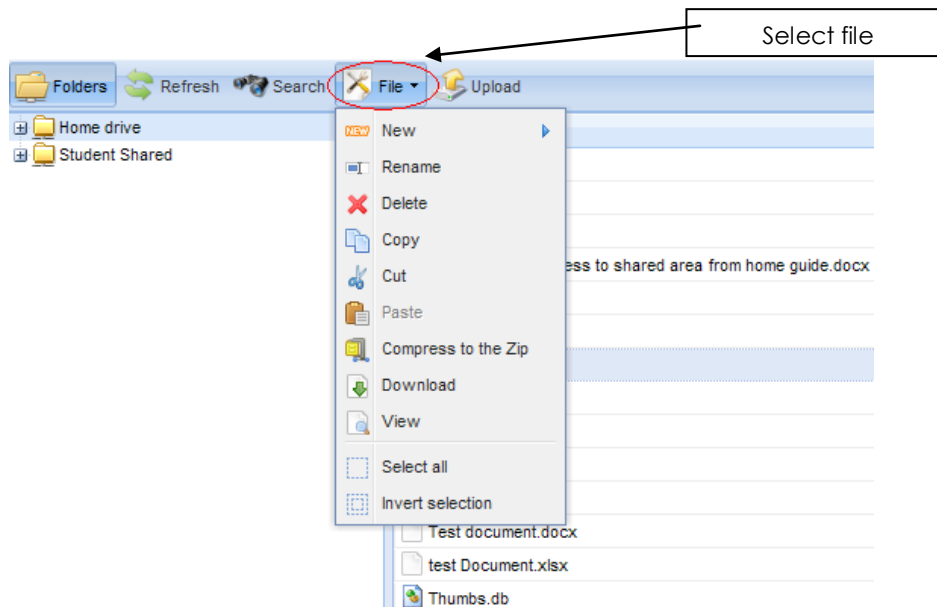 Select file
Folders Refresh Search File Upload
Home drive
Student Shared
NEW New
Rename
Delete
Copy
ess to shared area from home guide.docx
Cut
Paste
Compress to the Zip
Download
View
Select all
Invert selection
Test document.docx
test Document.xlsx
Thumbs.db